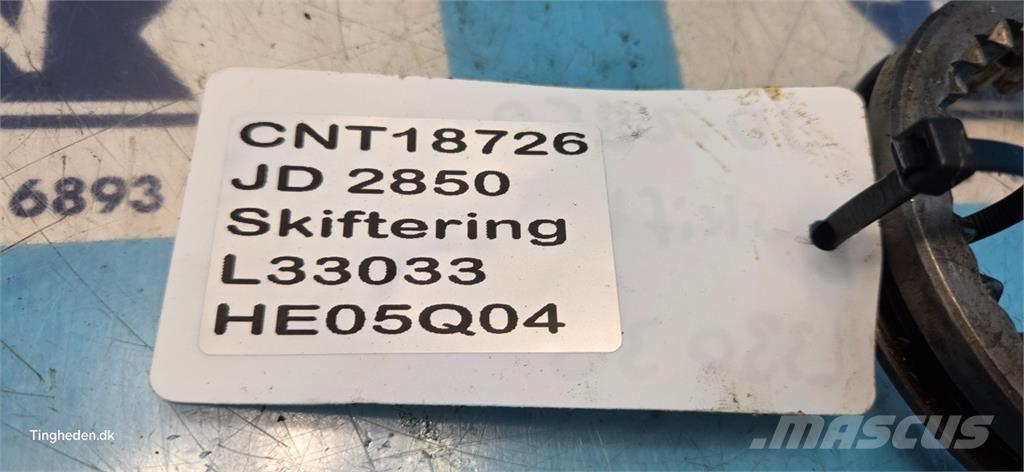 CNT18726
JD 2850
Skiftering
L33033
HE05Q04
6893
Tingheden.dk
MASCUS